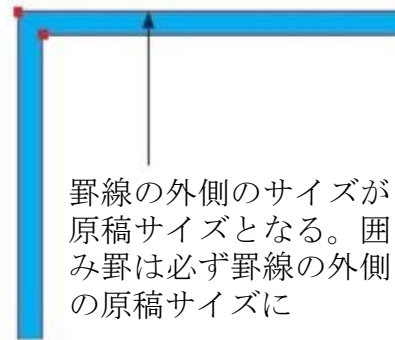 罫線の外側のサイズが
原稿サイズとなる。囲
み罫は必ず罫線の外側
の原稿サイズに